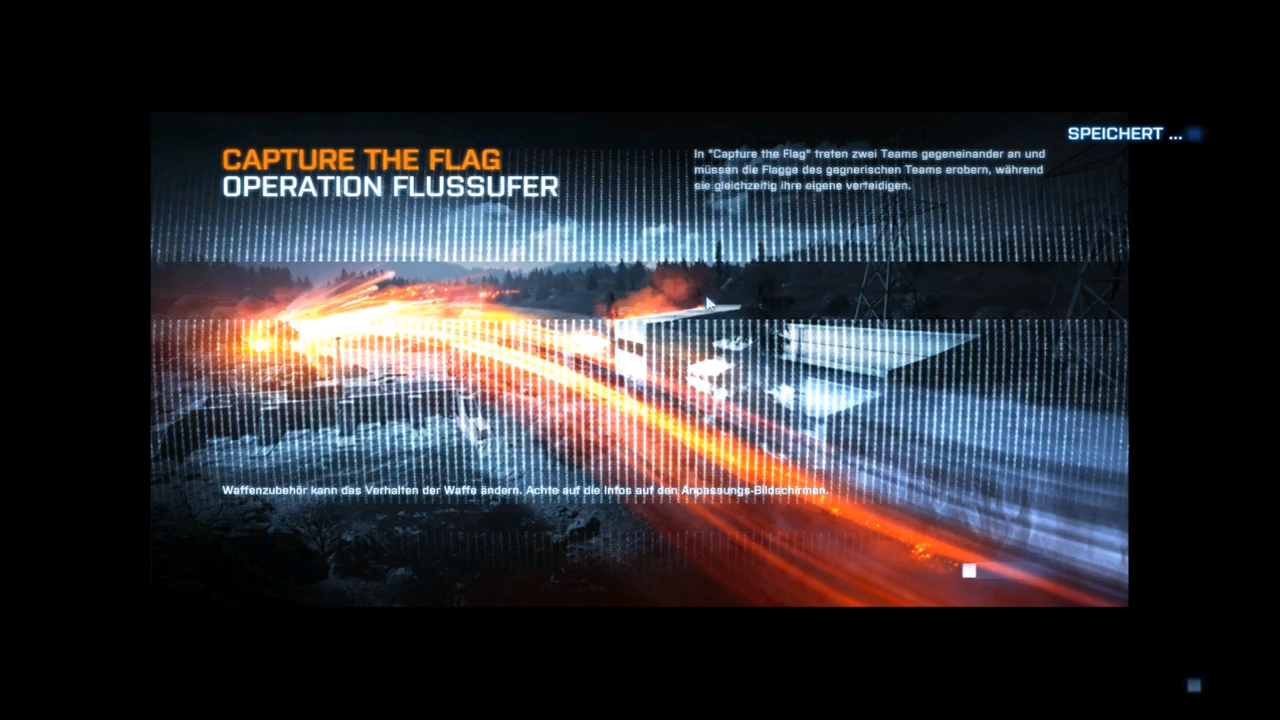 SPEICHERT ...
CAPTURE THE FLAG
OPERATION FLUSSUFER
In "Capture the Flag" treten zwei Teams gegeneinander an und
müssen die Flagge des gegnerischen Teams erobern, während
sie gleichzeitig ihre eigene verteidigen.
Waffenzubehör kann das Verhalten der Waffe ändern. Achte auf die Infos auf den Anpassungs-Bildschirmen.